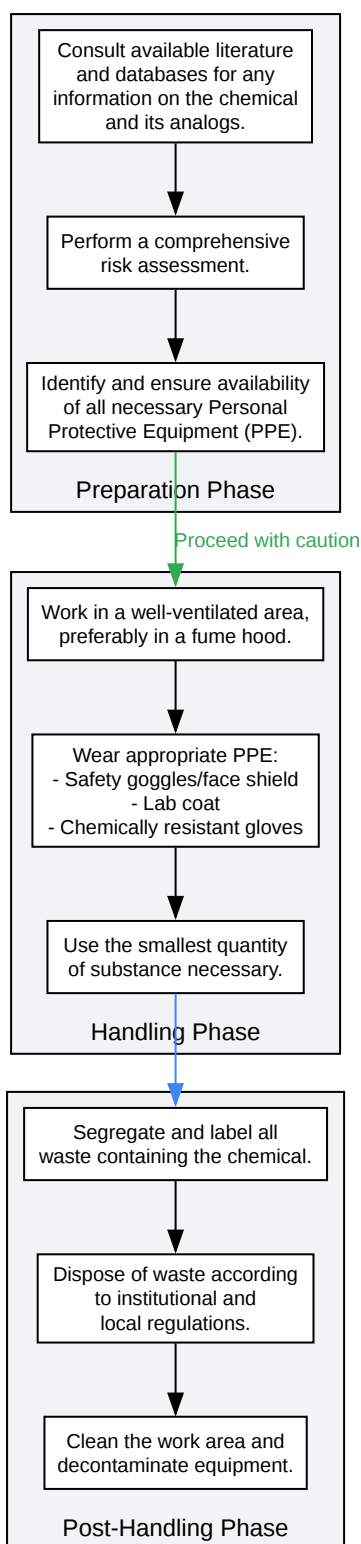 Consult available literature
and databases for any
information on the chemical
and its analogs.
Perform a comprehensive
risk assessment.
Identify and ensure availability
of all necessary Personal
Protective Equipment (PPE).
Preparation Phase
Proceed with caution
Work in a well-ventilated area,
preferably in a fume hood.
Wear appropriate PPE:
- Safety goggles/face shield
- Lab coat
- Chemically resistant gloves
Use the smallest quantity
of substance necessary.
Handling Phase
Segregate and label all
waste containing the chemical.
Dispose of waste according
to institutional and
local regulations.
Clean the work area and
decontaminate equipment.
Post-Handling Phase